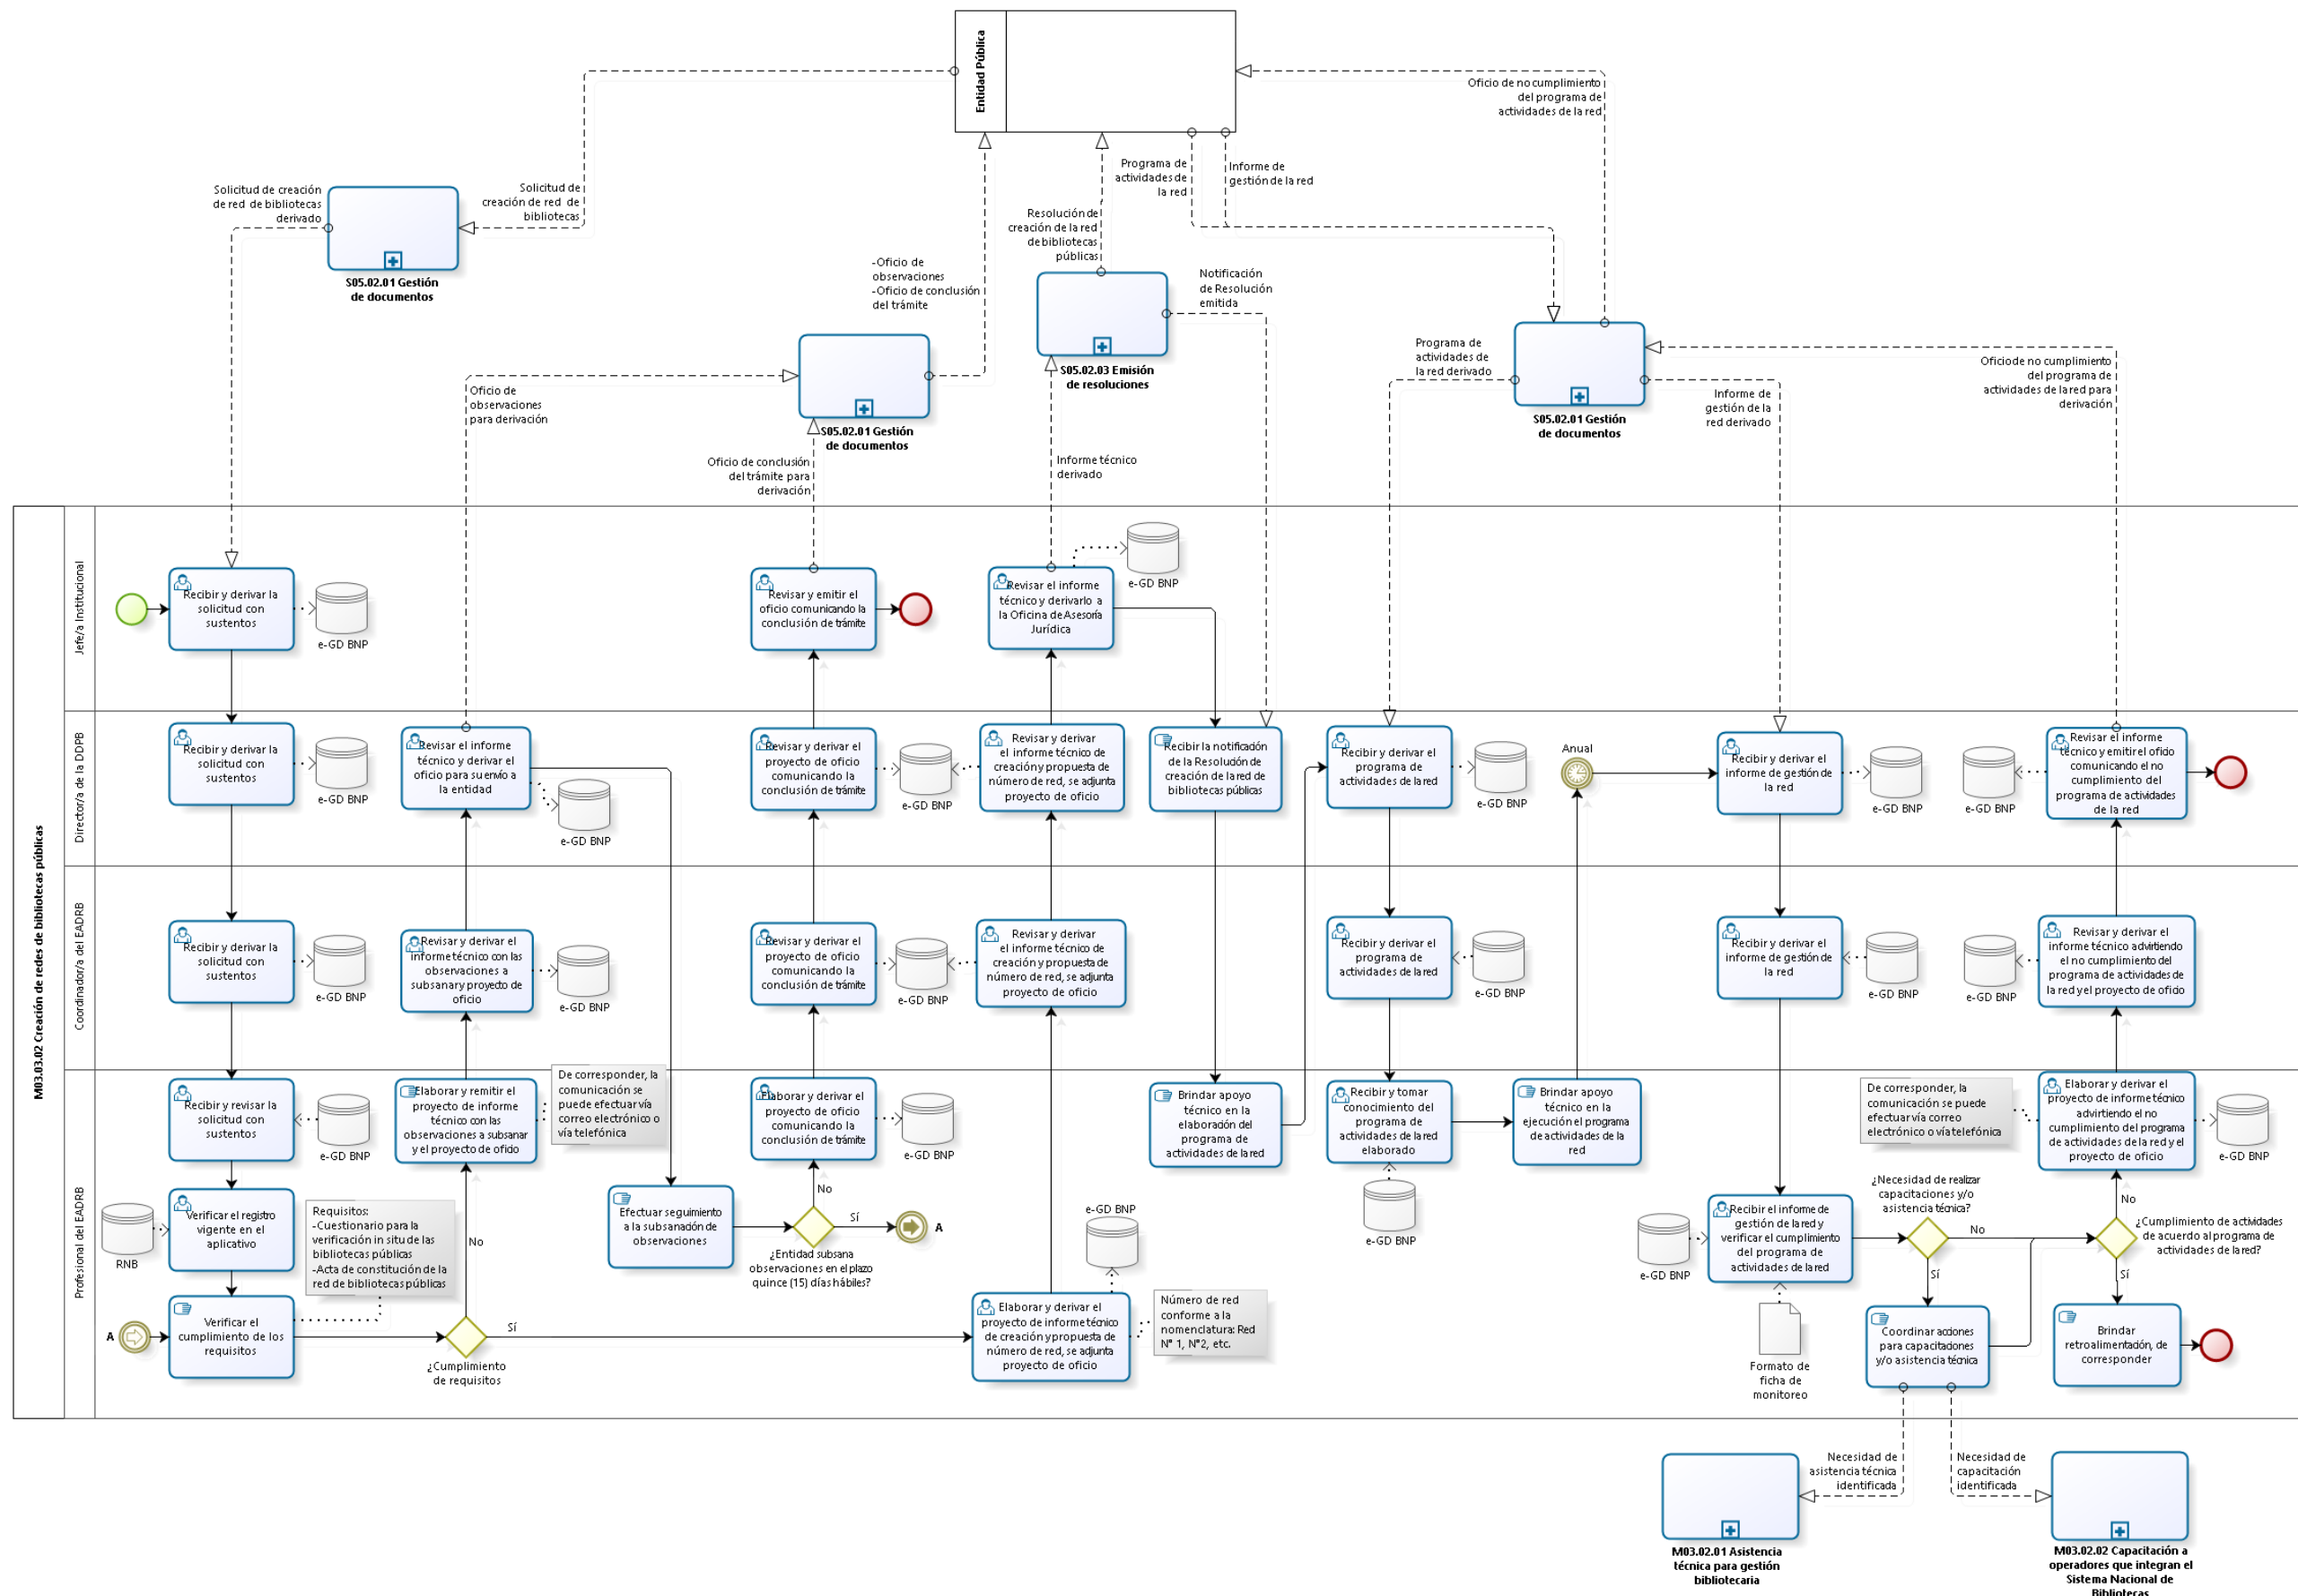 Entidad Pública
Oficio de no cumplimiento
del programa de
actividades de la red
Solicitud de creación
de red de bibliotecas
derivado
Solicitud de
creación de red de
bibliotecas
S05.02.01 Gestión
de documentos
Programa de
actividades de
la red
Informe de
gestión de la red
Resolución de
creación de la red
de bibliotecas
públicas
-Oficio de
observaciones
-Oficio de conclusión
del trámite
Notificación
de Resolución
emitida
S05.02.03 Emisión
de resoluciones
Oficio de
observaciones
para derivación
S05.02.01 Gestión
de documentos
Oficio de conclusión
del trámite para
derivación
Informe técnico
derivado
Programa de
actividades de
la red derivado
S05.02.01 Gestión
de documentos
Informe de
gestión de la
red derivado
Oficio de no cumplimiento
del programa de
actividades de la red para
derivación
M03.03.02 Creación de redes de bibliotecas públicas
Jefe/a Institucional
Recibir y derivar la
solicitud con
sustentos
e-GD BNP
Revisar y emitir el
oficio comunicando la
conclusión de trámite
Revisar el informe
técnico y derivarlo a
la Oficina de Asesoría
Jurídica
e-GD BNP
Director/a de la DDPB
Recibir y derivar la
solicitud con
sustentos
e-GD BNP
Revisar el informe
técnico y derivar el
oficio para su envío a
la entidad
e-GD BNP
Revisar y derivar el
proyecto de oficio
comunicando la
conclusión de trámite
e-GD BNP
Revisar y derivar
el informe técnico de
creación y propuesta de
número de red, se adjunta
proyecto de oficio
Recibir la notificación
de la Resolución de
creación de la red de
bibliotecas públicas
Recibir y derivar el
programa de
actividades de la red
e-GD BNP
Anual
Recibir y derivar el
informe de gestión de
la red
e-GD BNP
e-GD BNP
Revisar el informe
técnico y emitir el oficio
comunicando el no
cumplimiento del
programa de actividades
de la red
Coordinador/a del EADRB
Recibir y derivar la
solicitud con
sustentos
e-GD BNP
Revisar y derivar el
informe técnico con las
observaciones a
subsanar y proyecto de
oficio
e-GD BNP
Revisar y derivar el
proyecto de oficio
comunicando la
conclusión de trámite
e-GD BNP
Revisar y derivar
el informe técnico de
creación y propuesta de
número de red, se adjunta
proyecto de oficio
Recibir y derivar el
programa de
actividades de la red
e-GD BNP
Recibir y derivar el
informe de gestión de
la red
e-GD BNP
e-GD BNP
Revisar y derivar el
informe técnico advirtiendo
el no cumplimiento del
programa de actividades de
la red y el proyecto de oficio
Profesional del EADRB
Recibir y revisar la
solicitud con
sustentos
e-GD BNP
Elaborar y remitir el
proyecto de informe
técnico con las
observaciones a subsanar
y el proyecto de oficio
De corresponder, la
comunicación se
puede efectuar vía
correo electrónico o
vía telefónica
Elaborar y derivar el
proyecto de oficio
comunicando la
conclusión de trámite
e-GD BNP
Brindar apoyo
técnico en la
elaboración del
programa de
actividades de la red
Recibir y tomar
conocimiento del
programa de
actividades de la red
elaborado
e-GD BNP
Brindar apoyo
técnico en la
ejecución el programa
de actividades de la
red
De corresponder, la
comunicación se puede
efectuar vía correo
electrónico o vía telefónica
Elaborar y derivar el
proyecto de informe técnico
advirtiendo el no
cumplimiento del programa
de actividades de la red y el
proyecto de oficio
e-GD BNP
RNB
Verificar el registro
vigente en el
aplicativo
Requisitos:
-Cuestionario para la
verificación in situ de las
bibliotecas públicas
-Acta de constitución de la
red de bibliotecas públicas
No
Efectuar seguimiento
a la subsanación de
observaciones
No
Sí
A
¿Entidad subsana
observaciones en el plazo
quince (15) días hábiles?
e-GD BNP
e-GD BNP
Recibir el informe de
gestión de la red y
verificar el cumplimiento
del programa de
actividades de la red
¿Necesidad de realizar
capacitaciones y/o
asistencia técnica?
No
Sí
No
¿Cumplimiento de actividades
de acuerdo al programa de
actividades de la red?
Sí
A
Verificar el
cumplimiento de los
requisitos
Sí
¿Cumplimiento
de requisitos
Elaborar y derivar el
proyecto de informe técnico
de creación y propuesta de
número de red, se adjunta
proyecto de oficio
Número de red
conforme a la
nomenclatura: Red
N° 1, N°2, etc.
Formato de
ficha de
monitoreo
Coordinar acciones
para capacitaciones
y/o asistencia técnica
Brindar
retroalimentación, de
corresponder
Necesidad de
asistencia técnica
identificada
Necesidad de
capacitación
identificada
M03.02.01 Asistencia
técnica para gestión
bibliotecaria
M03.02.02 Capacitación a
operadores que integran el
Sistema Nacional de
Bibliotecas